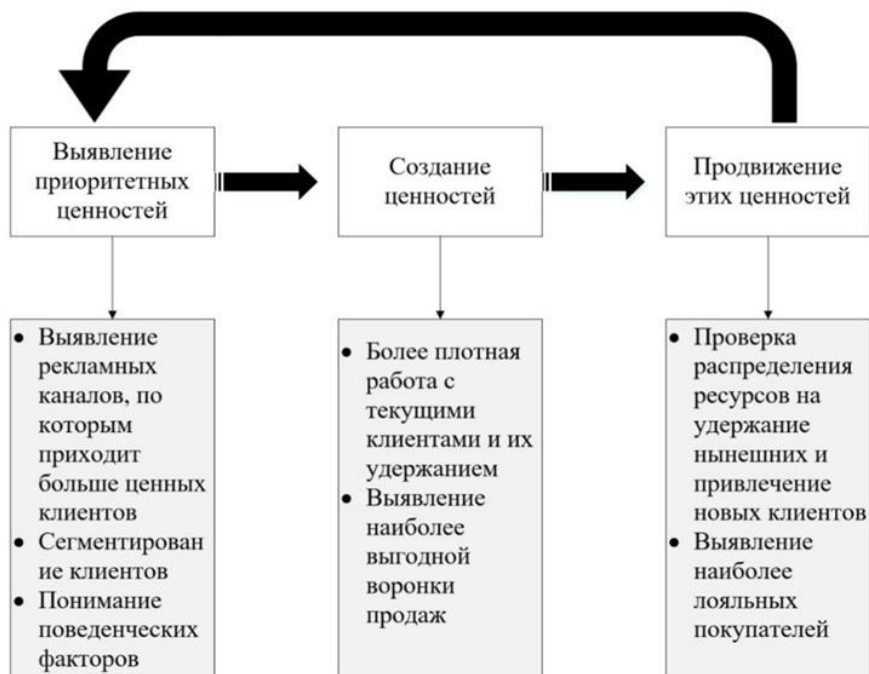 Выявление
приоритетных
ценностей
Создание
ценностей
Продвижение
этих ценностей
• Выявление
рекламных
каналов, по
которым
приходит
больше ценных
клиентов
• Сегментирован
ие клиентов
• Понимание
поведенческих
факторов
• Более плотная
работа с
текущими
клиентами и их
удержанием
• Выявление
наиболее
выгодной
воронки
продаж
• Проверка
распределения
ресурсов на
удержание
нынешних и
привлечение
новых клиентов
• Выявление
наиболее
лояльных
покупателей